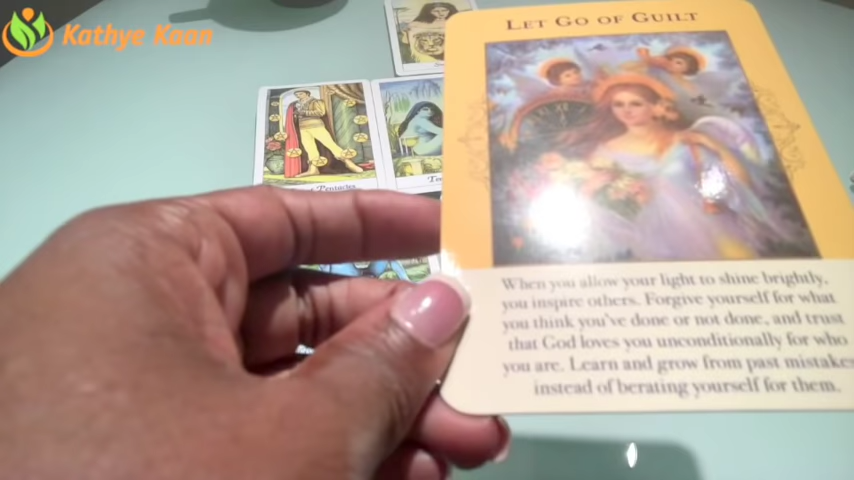 Kathye Kaan
LET GO OF GUILT
Pentacles
When you allow your light to shine brightly,
you inspire others. Forgive yourself for what
you think you've done or not done, and trust
that God loves you unconditionally for who
you are. Learn and grow from past mistakes
instead of berating yourself for them.